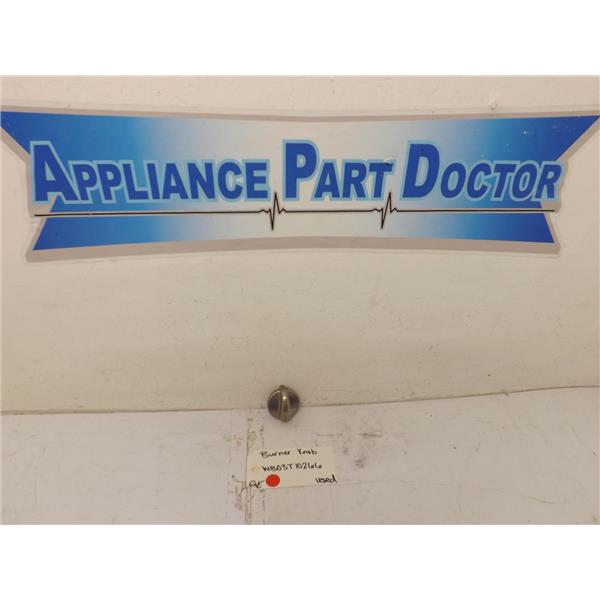 APPLIANCE PART DOCTOR
Burner Knob
WB03T10266
GE used